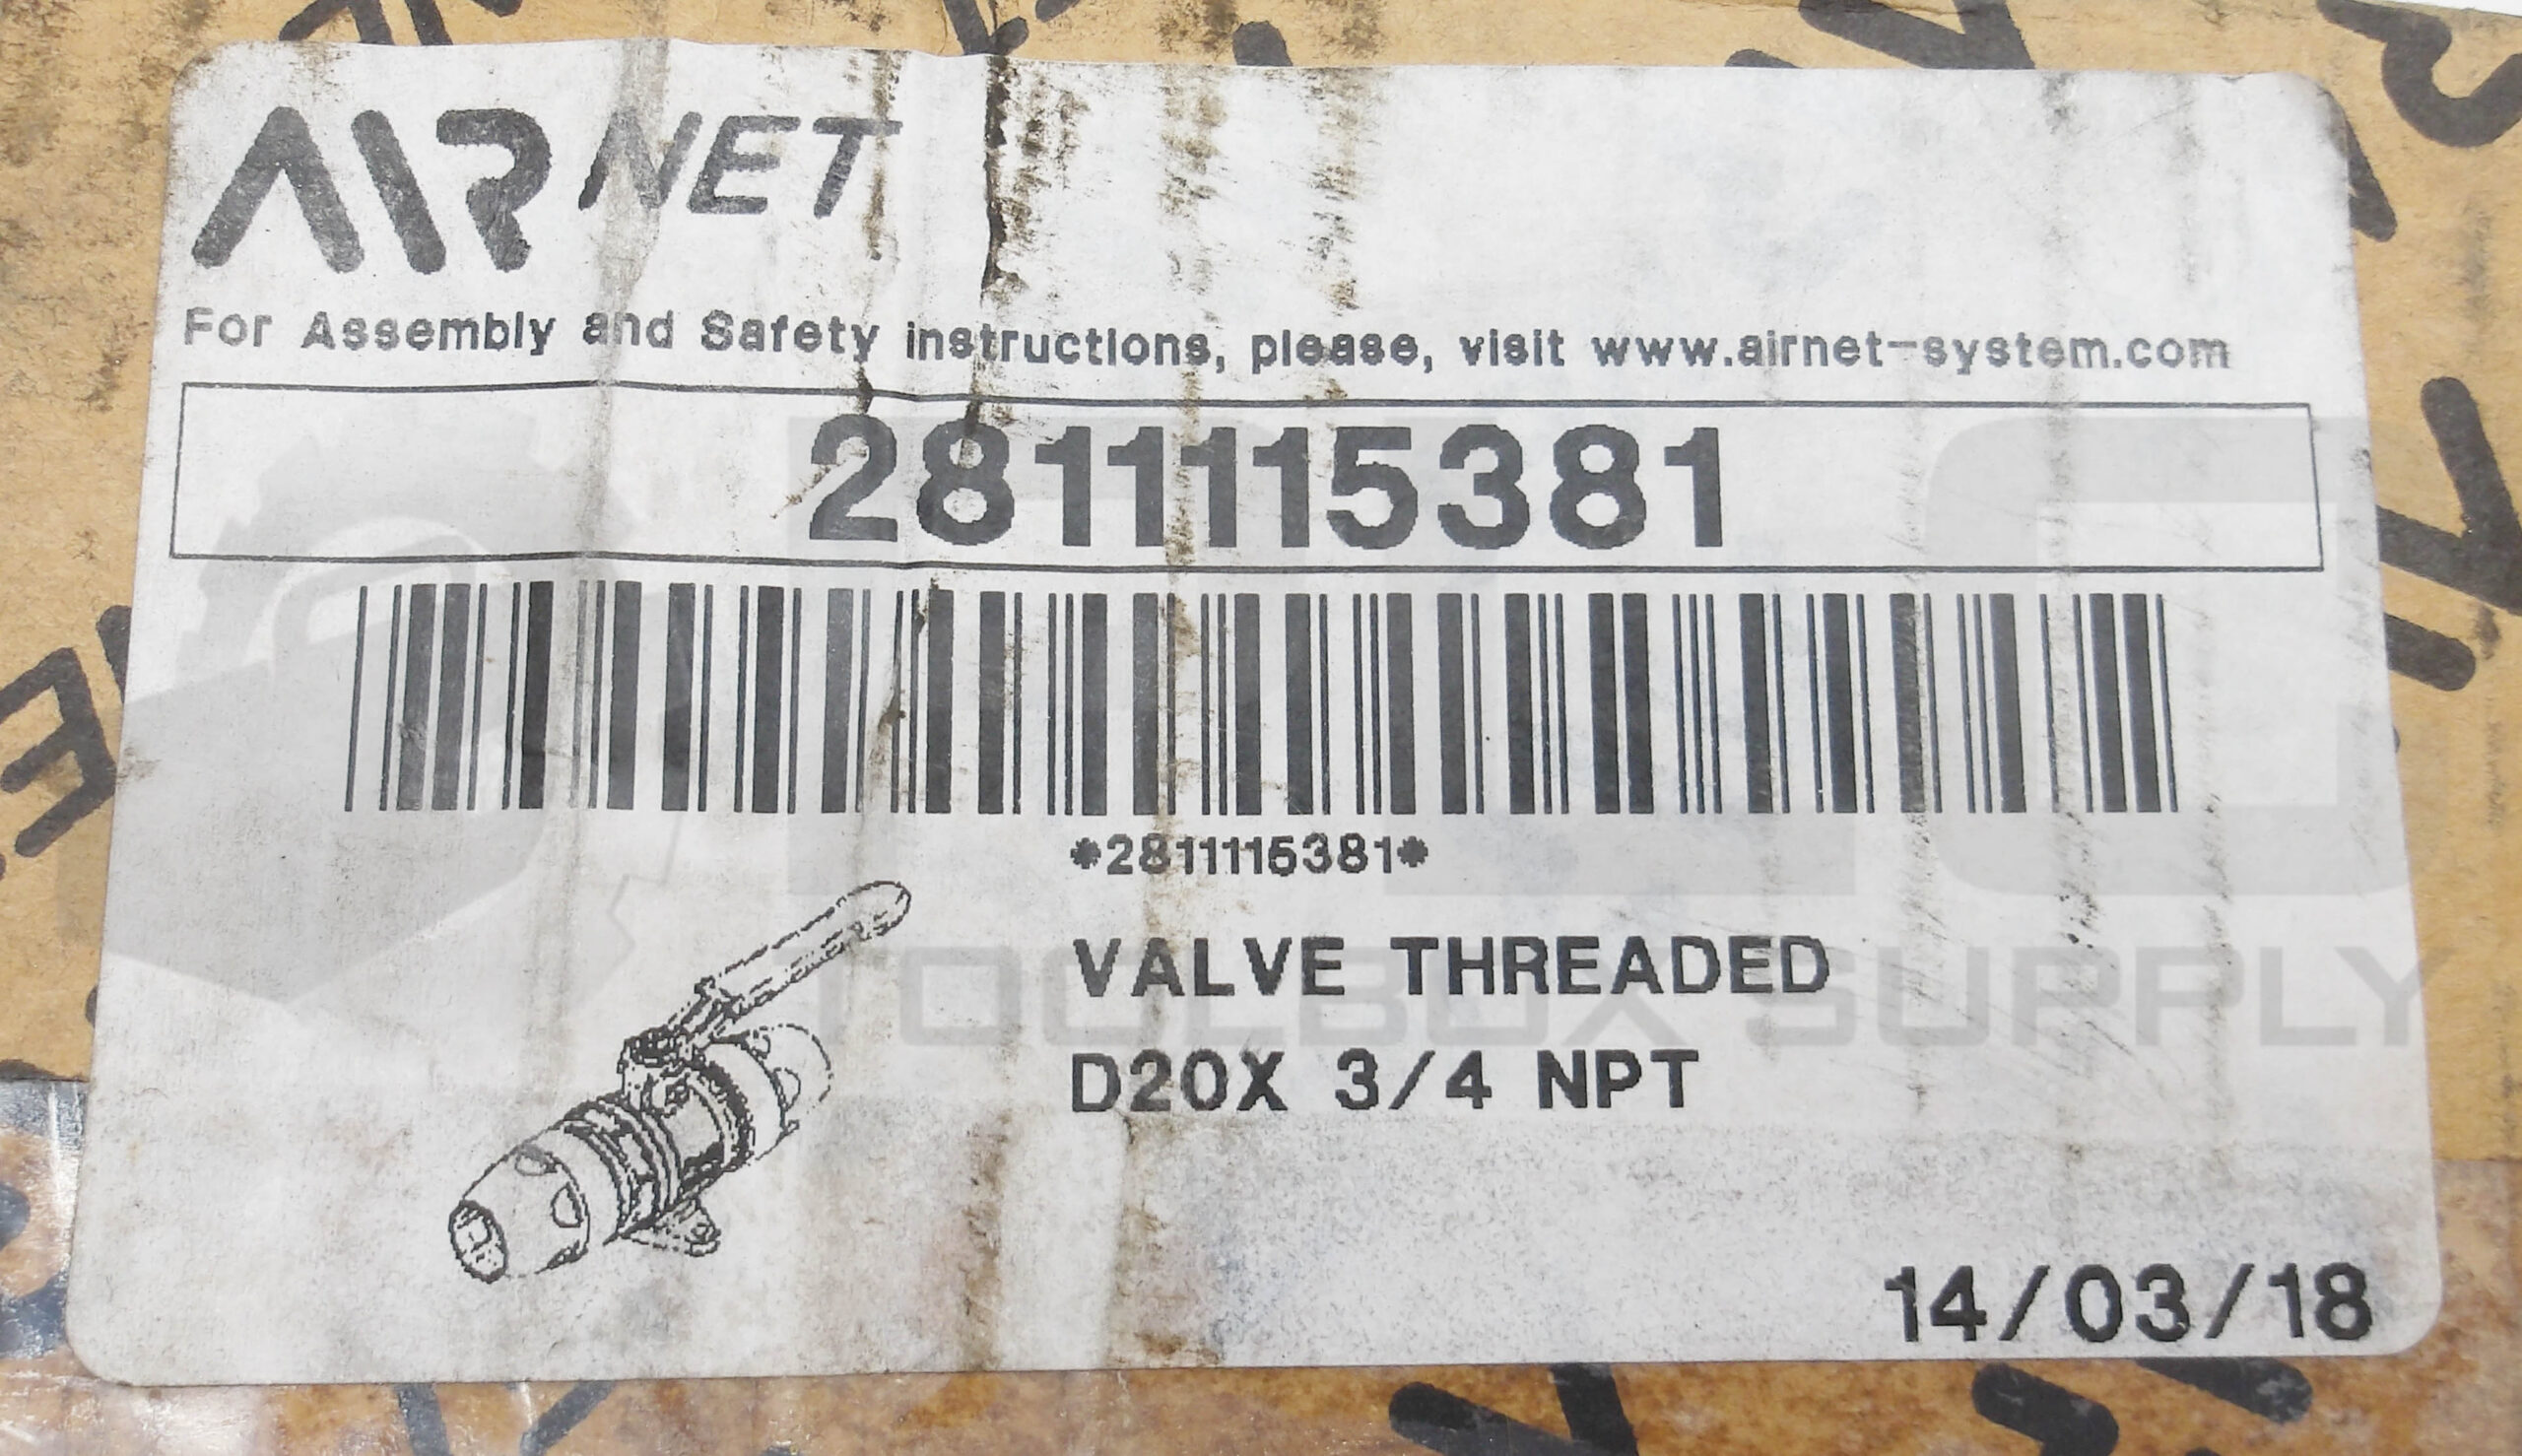 AIRNET
For Assembly and Safety instructions, please, visit www.airnet-system.com
2811115381
*2811115381*
VALVE THREADED
D20X 3/4 NPT
14/03/18
TOOLBOX SUPPLY